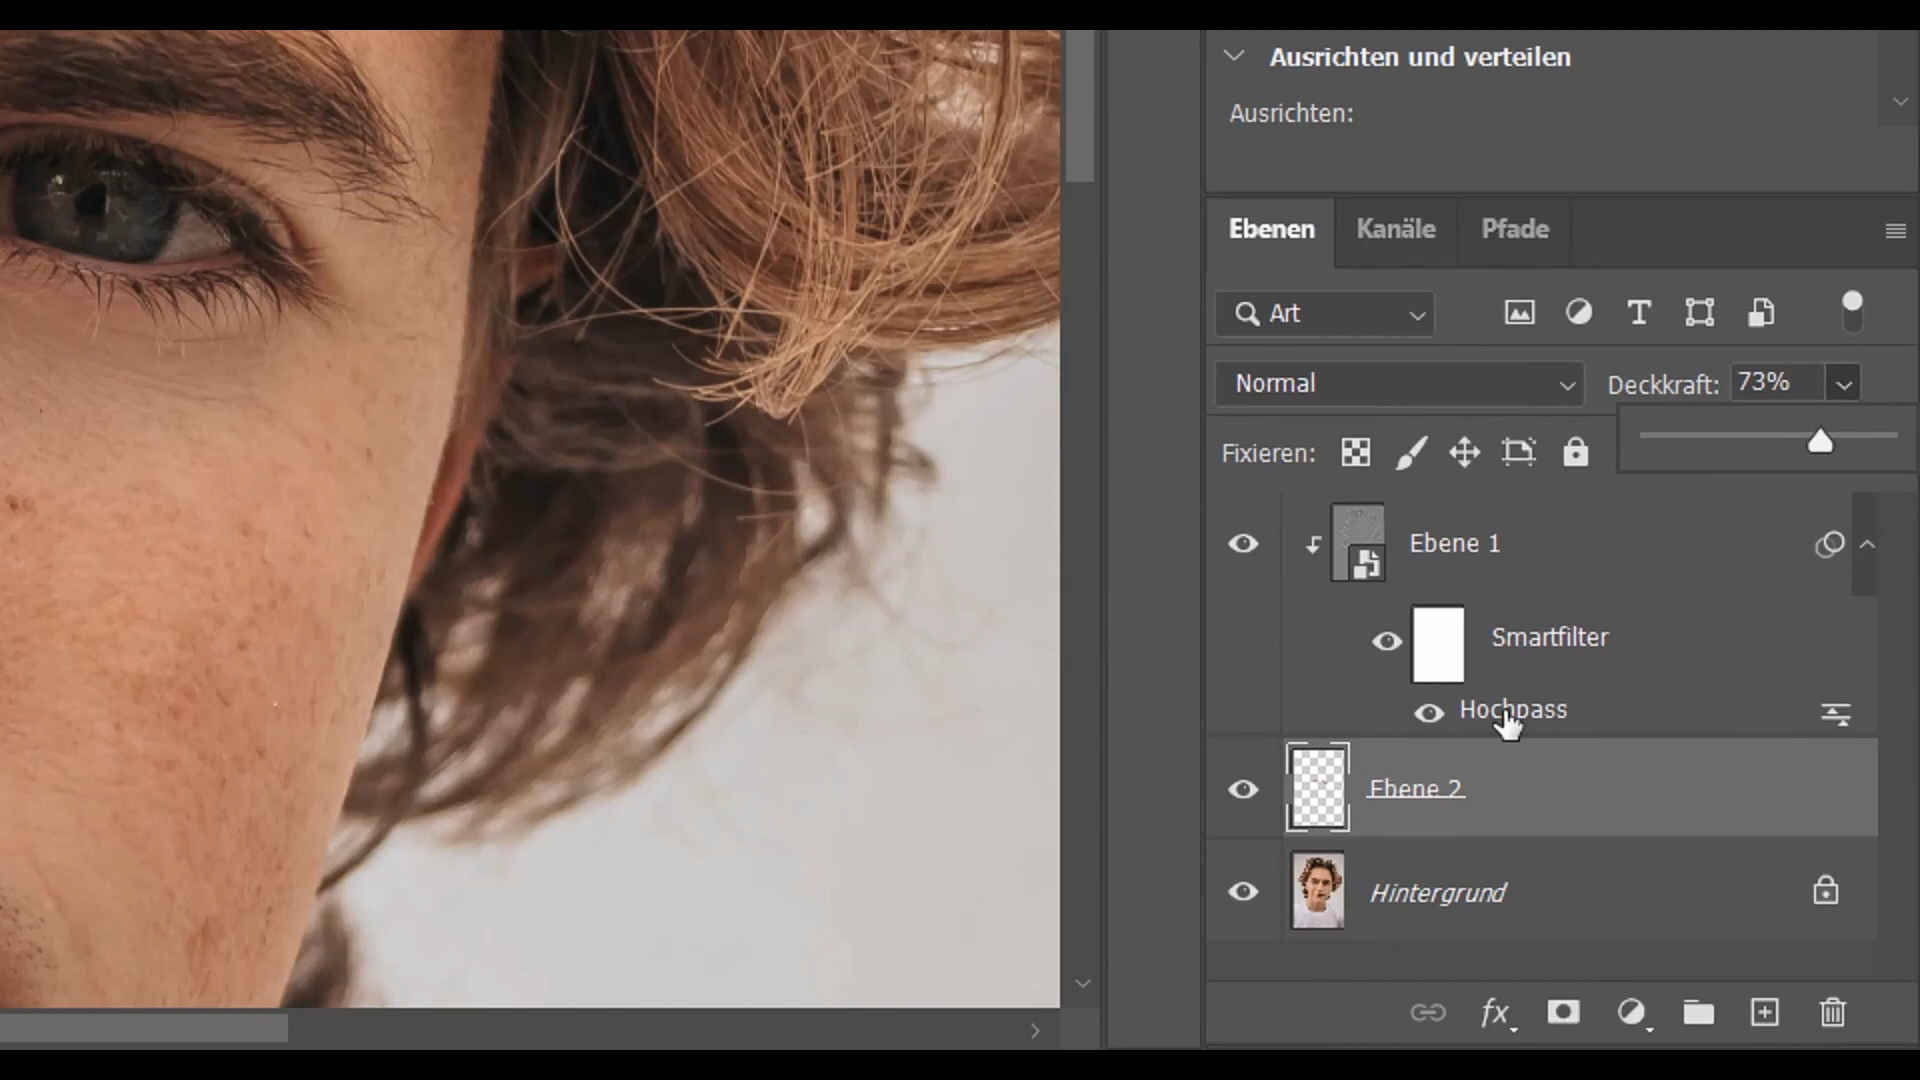 Ausrichten und verteilen
Ausrichten:
Ebenen Kanäle Pfade
Art
Normal Deckkraft: 73%
Fixieren:
Ebene 1
Smartfilter
Hochpass
Ebene 2
Hintergrund
fx